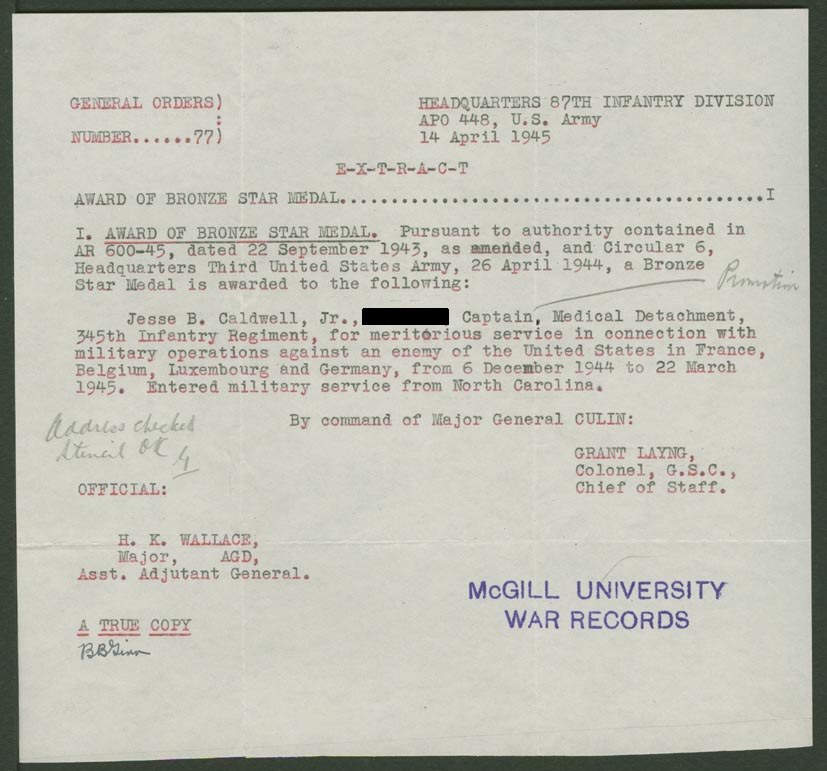 GENERAL ORDERS)
:
NUMBER......77)
HEADQUARTERS 87TH INFANTRY DIVISION
APO 448, U.S. Army
14 April 1945
E-X-T-R-A-C-T
AWARD OF BRONZE STAR MEDAL...............................................I
I. AWARD OF BRONZE STAR MEDAL. Pursuant to authority contained in
AR 600-45, dated 22 September 1943, as amended, and Circular 6,
Headquarters Third United States Army, 26 April 1944, a Bronze
Star Medal is awarded to the following:
Promotion
Jesse B. Caldwell, Jr., Captain, Medical Detachment,
345th Infantry Regiment, for meritorious service in connection with
military operations against an enemy of the United States in France,
Belgium, Luxembourg and Germany, from 6 December 1944 to 22 March
1945. Entered military service from North Carolina.
Address checked
Stencil OK
By command of Major General CULIN:
GRANT LAYNG,
Colonel, G.S.C.,
Chief of Staff.
OFFICIAL:
H. K. WALLACE,
Major, AGD,
Asst. Adjutant General.
McGILL UNIVERSITY
WAR RECORDS
A TRUE COPY